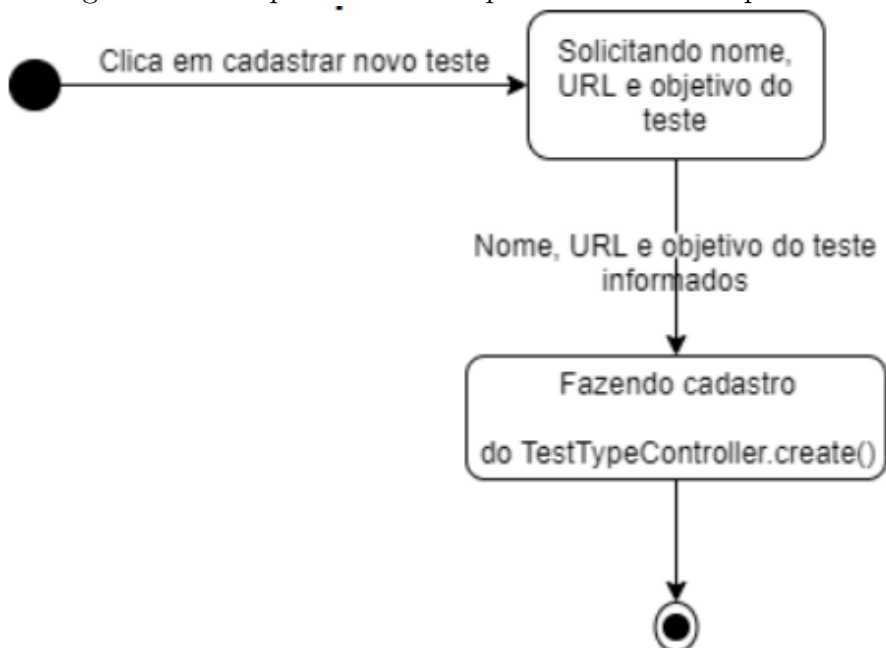 Clica em cadastrar novo teste
Solicitando nome,
URL e objetivo do
teste
Nome, URL e objetivo do teste
informados
Fazendo cadastro
do TestTypeController.create()